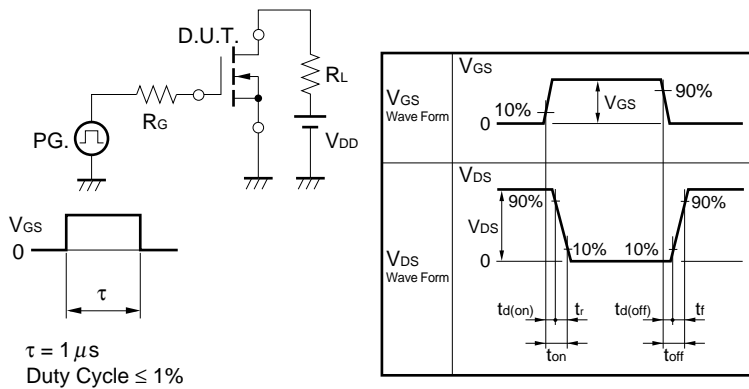 D.U.T.
RL
RG
PG.
VDD
VGS
0
τ
τ = 1 μs
Duty Cycle ≤ 1%
VGS
Wave Form
VGS
10%
VGS
90%
0
VDS
Wave Form
VDS
90%
VDS
90%
10%
10%
0
td(on)
tr
td(off)
tf
ton
toff